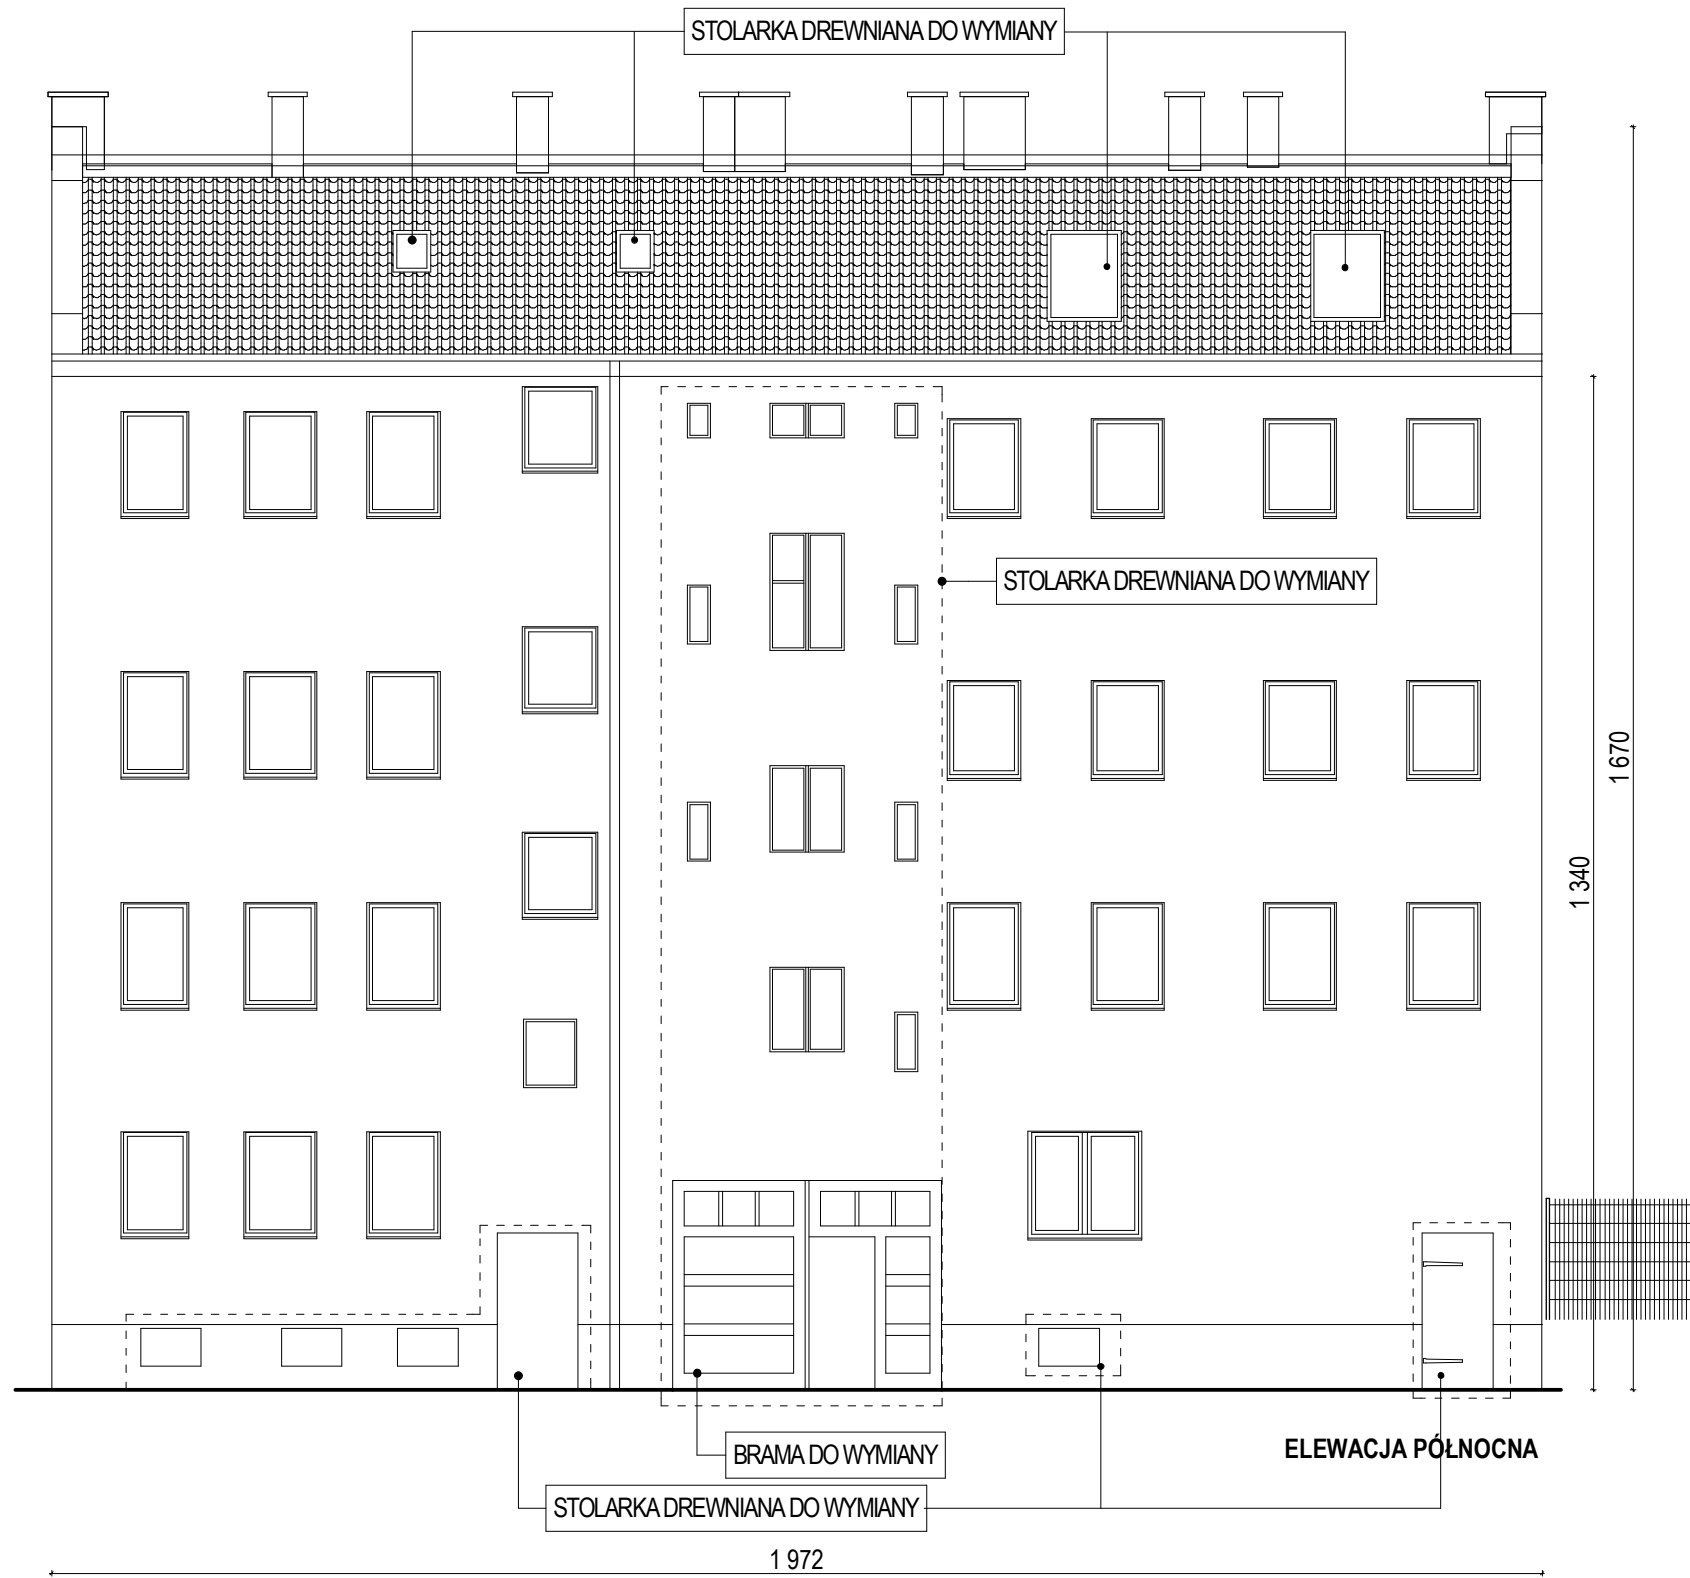 STOLARKA DREWNIANA DO WYMIANY
STOLARKA DREWNIANA DO WYMIANY
1 670
1 340
ELEWACJA PÓŁNOCNA
BRAMA DO WYMIANY
STOLARKA DREWNIANA DO WYMIANY
1 972